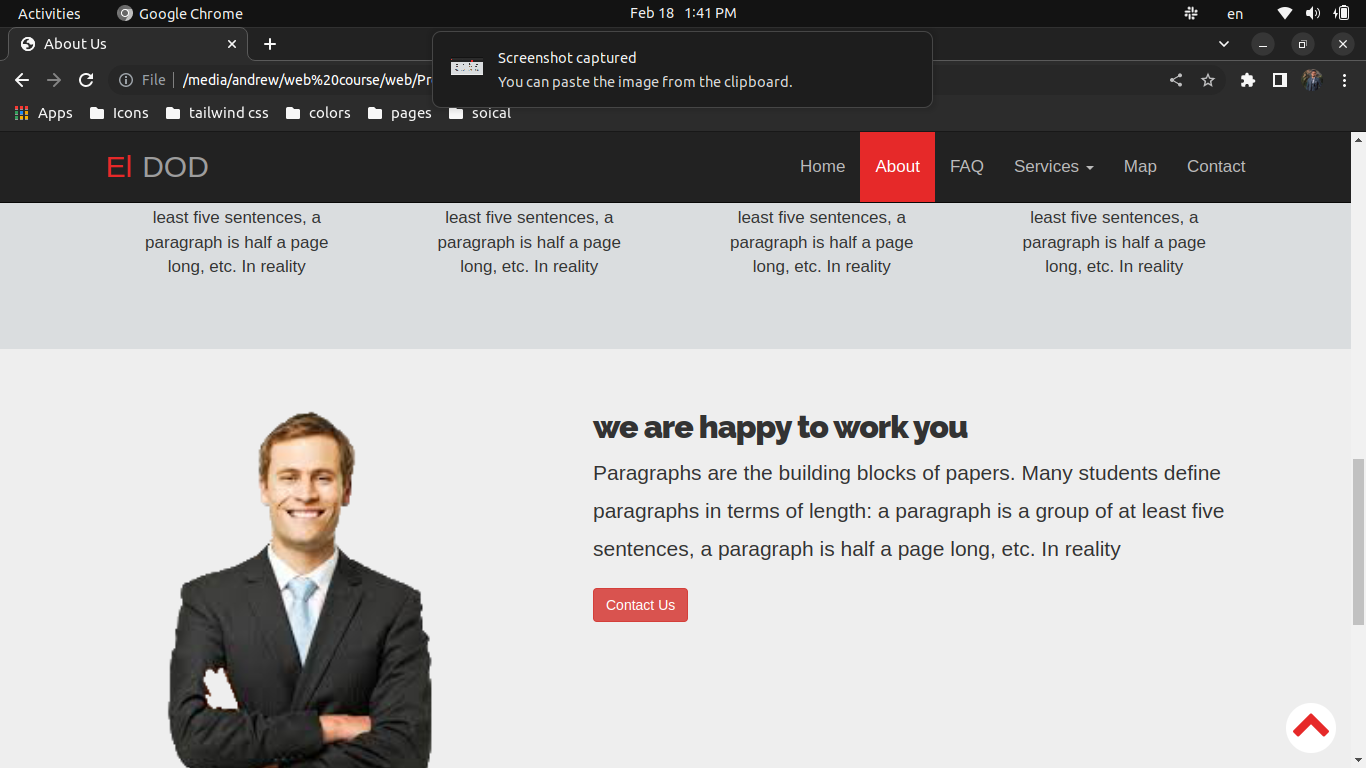 Activities Google Chrome Feb 18 1:41 PM en
About Us
Screenshot captured
You can paste the image from the clipboard.
File /media/andrew/web%20course/web/Pr
Apps Icons tailwind css colors pages soical
El DOD Home About FAQ Services Map Contact
least five sentences, a least five sentences, a least five sentences, a least five sentences, a
paragraph is half a page paragraph is half a page paragraph is half a page paragraph is half a page
long, etc. In reality long, etc. In reality long, etc. In reality long, etc. In reality
we are happy to work you
Paragraphs are the building blocks of papers. Many students define
paragraphs in terms of length: a paragraph is a group of at least five
sentences, a paragraph is half a page long, etc. In reality
Contact Us